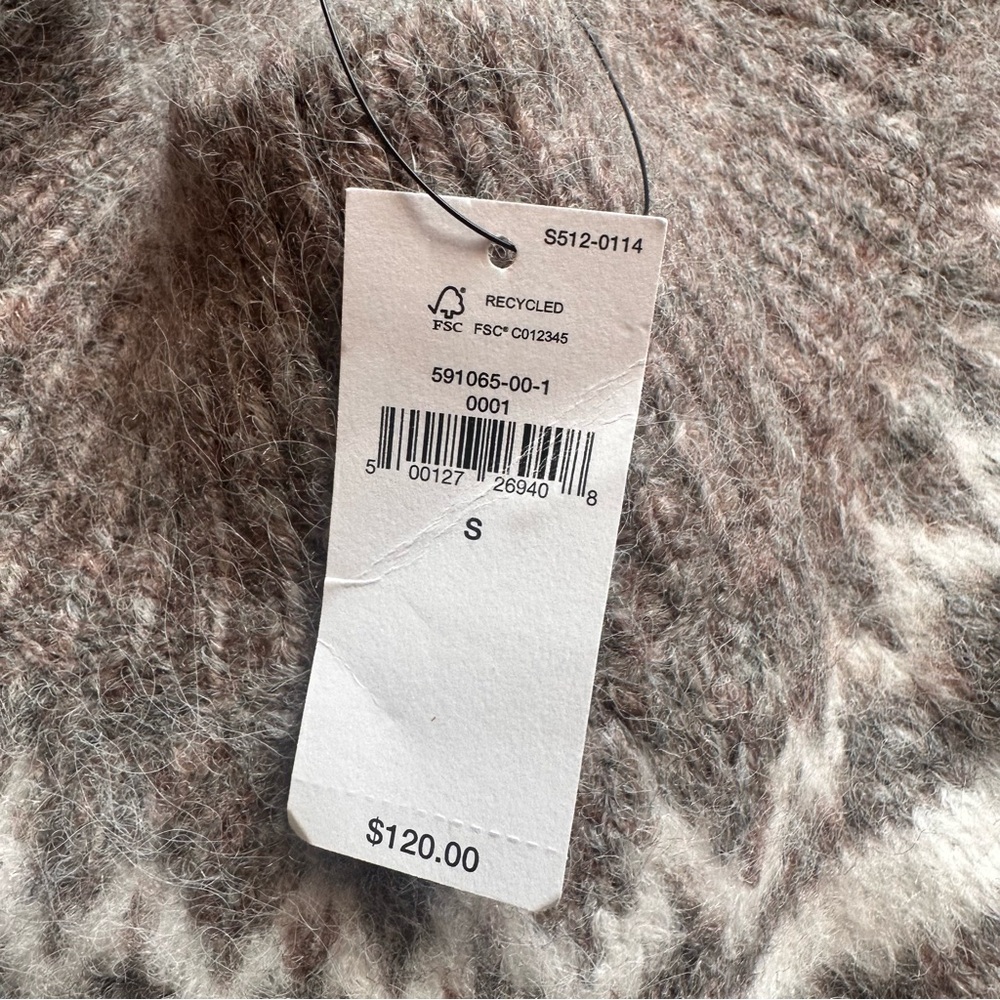 S512-0114
RECYCLED
FSC FSC® C012345
591065-00-1
0001
5 00127 26940 8
S
$120.00